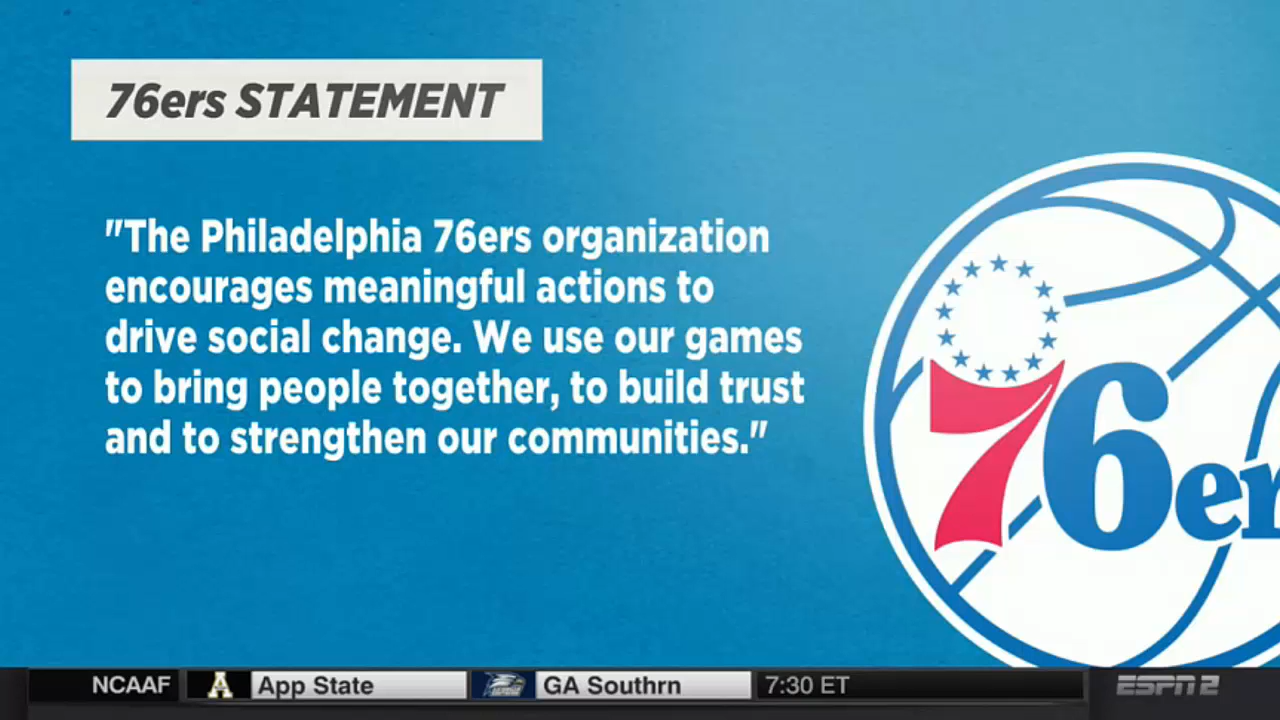 76ers STATEMENT
"The Philadelphia 76ers organization
encourages meaningful actions to
drive social change. We use our games
to bring people together, to build trust
and to strengthen our communities."
76er
NCAAF A App State GA Southrn 7:30 ET ESPN2